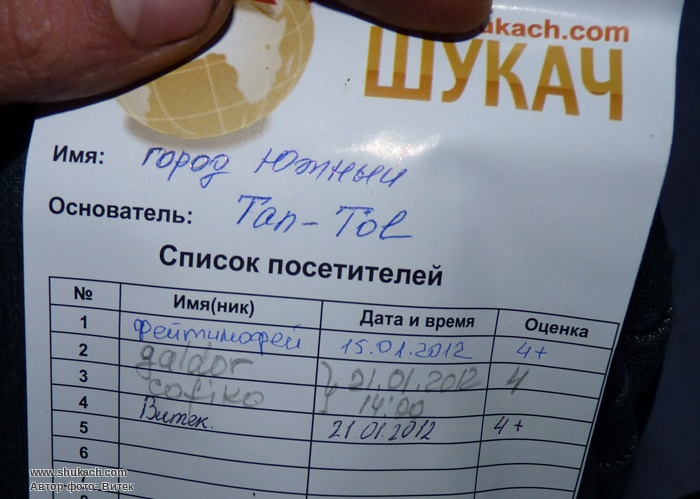 shukach.com
ШУКАЧ
Имя: город Южный
Основатель: Tan-Tol
Список посетителей
№ Имя(ник) Дата и время Оценка
1 Фейтимофей 15.01.2012 4+
2 galdor
3 cofiko } 21.01.2012 14:00 4
4 Витек. 21.01.2012 4+
5
6
www.shukach.com
Автор фото: Витек